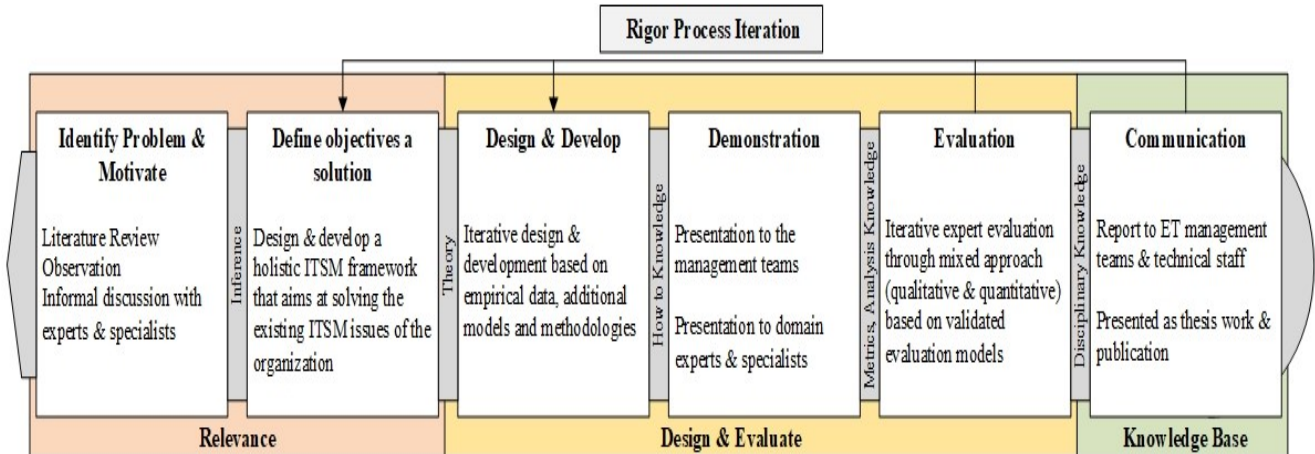 Rigor Process Iteration
Identify Problem &
Motivate
Literature Review
Observation
Informal discussion with
experts & specialists
Inference
Define objectives a
solution
Design & develop a
holistic ITSM framework
that aims at solving the
existing ITSM issues of the
organization
Theory
Design & Develop
Iterative design &
development based on
empirical data, additional
models and methodologies
How to Knowledge
Demonstration
Presentation to the
management teams
Presentation to domain
experts & specialists
Metrics, Analysis Knowledge
Evaluation
Iterative expert evaluation
through mixed approach
(qualitative & quantitative)
based on validated
evaluation models
Disciplinary Knowledge
Communication
Report to ET management
teams & technical staff
Presented as thesis work &
publication
Relevance
Design & Evaluate
Knowledge Base